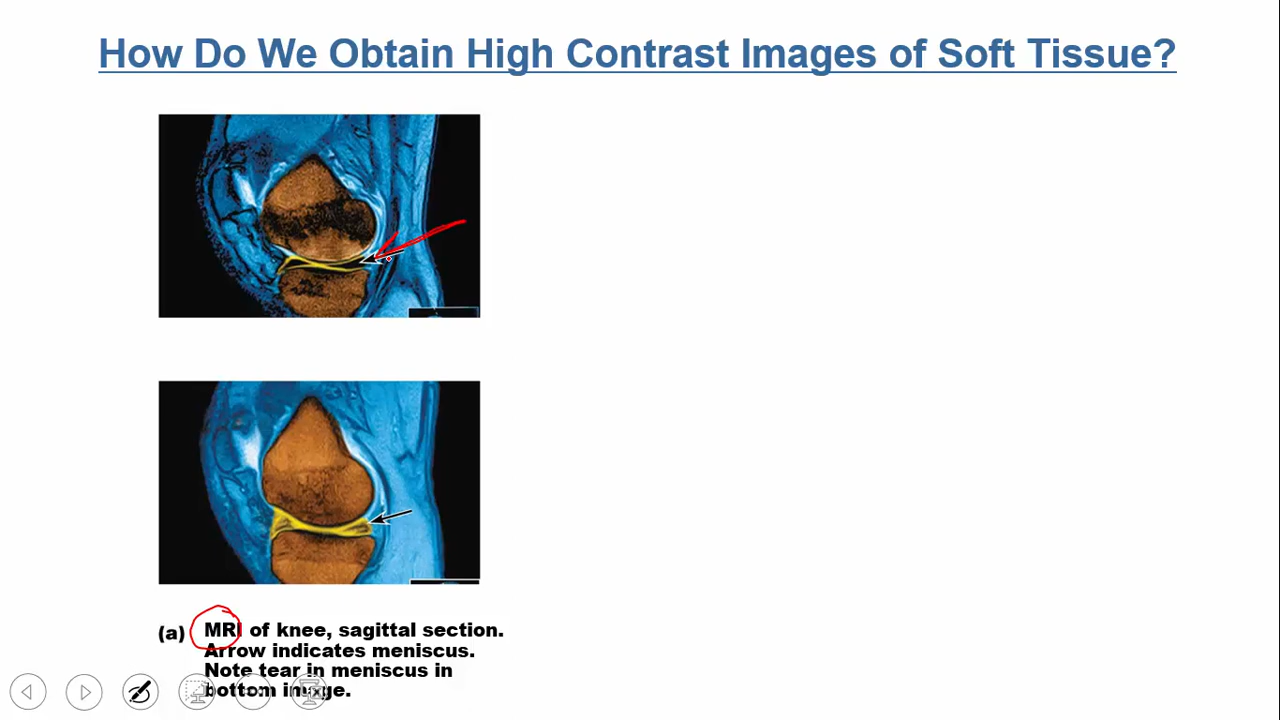 How Do We Obtain High Contrast Images of Soft Tissue?
(a) MRI of knee, sagittal section.
Arrow indicates meniscus.
Note tear in meniscus in
bottom image.